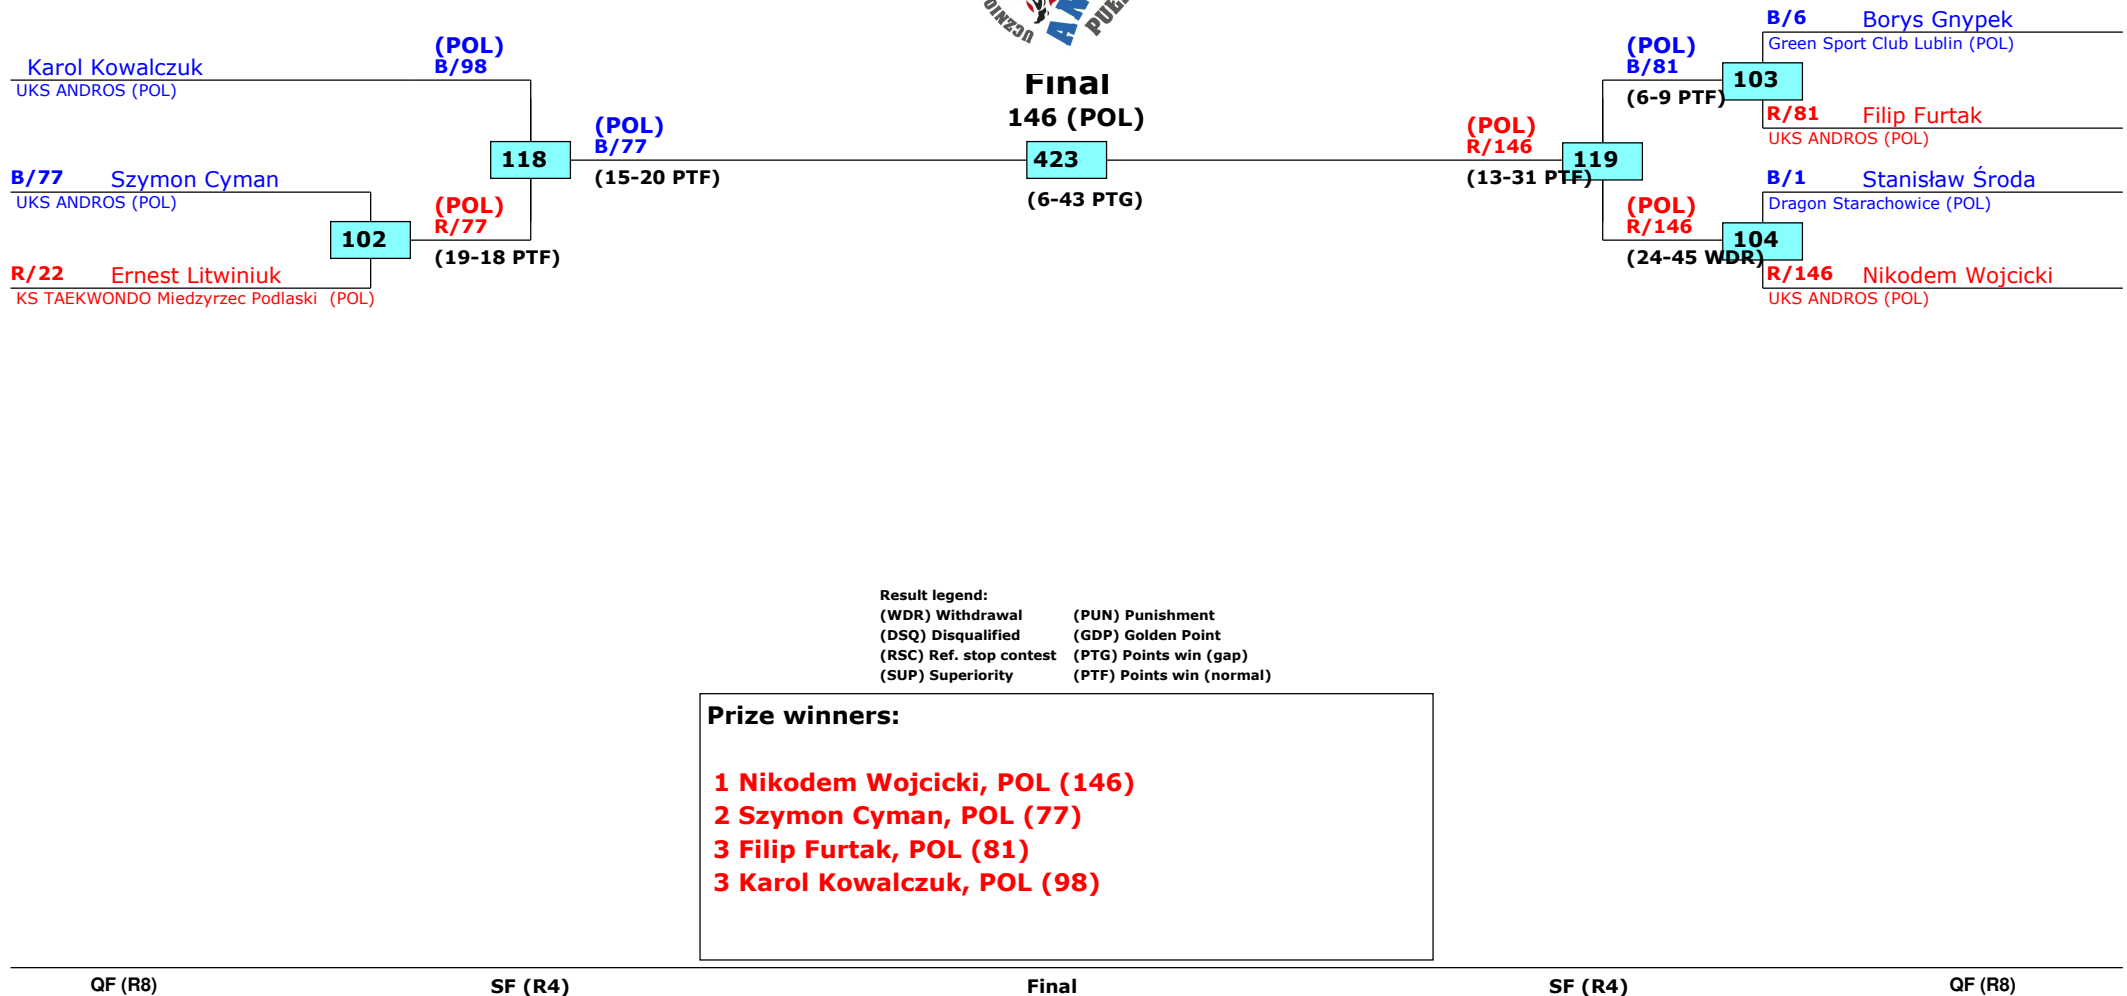 UCZNIO
PUŁ
Final
146 (POL)
423
(6-43 PTG)
Karol Kowalczuk
UKS ANDROS (POL)
(POL)
B/98
B/77 Szymon Cyman
UKS ANDROS (POL)
R/22 Ernest Litwiniuk
KS TAEKWONDO Miedzyrzec Podlaski (POL)
102
(POL)
R/77
(19-18 PTF)
118
(POL)
B/77
(15-20 PTF)
(POL)
R/146
(13-31 PTF)
119
(POL)
B/81
(6-9 PTF)
103
B/6 Borys Gnypek
Green Sport Club Lublin (POL)
R/81 Filip Furtak
UKS ANDROS (POL)
(POL)
R/146
(24-45 WDR)
104
B/1 Stanisław Środa
Dragon Starachowice (POL)
R/146 Nikodem Wojcicki
UKS ANDROS (POL)
Result legend:
(WDR) Withdrawal (PUN) Punishment
(DSQ) Disqualified (GDP) Golden Point
(RSC) Ref. stop contest (PTG) Points win (gap)
(SUP) Superiority (PTF) Points win (normal)
Prize winners:
1 Nikodem Wojcicki, POL (146)
2 Szymon Cyman, POL (77)
3 Filip Furtak, POL (81)
3 Karol Kowalczuk, POL (98)
QF (R8) SF (R4) Final SF (R4) QF (R8)